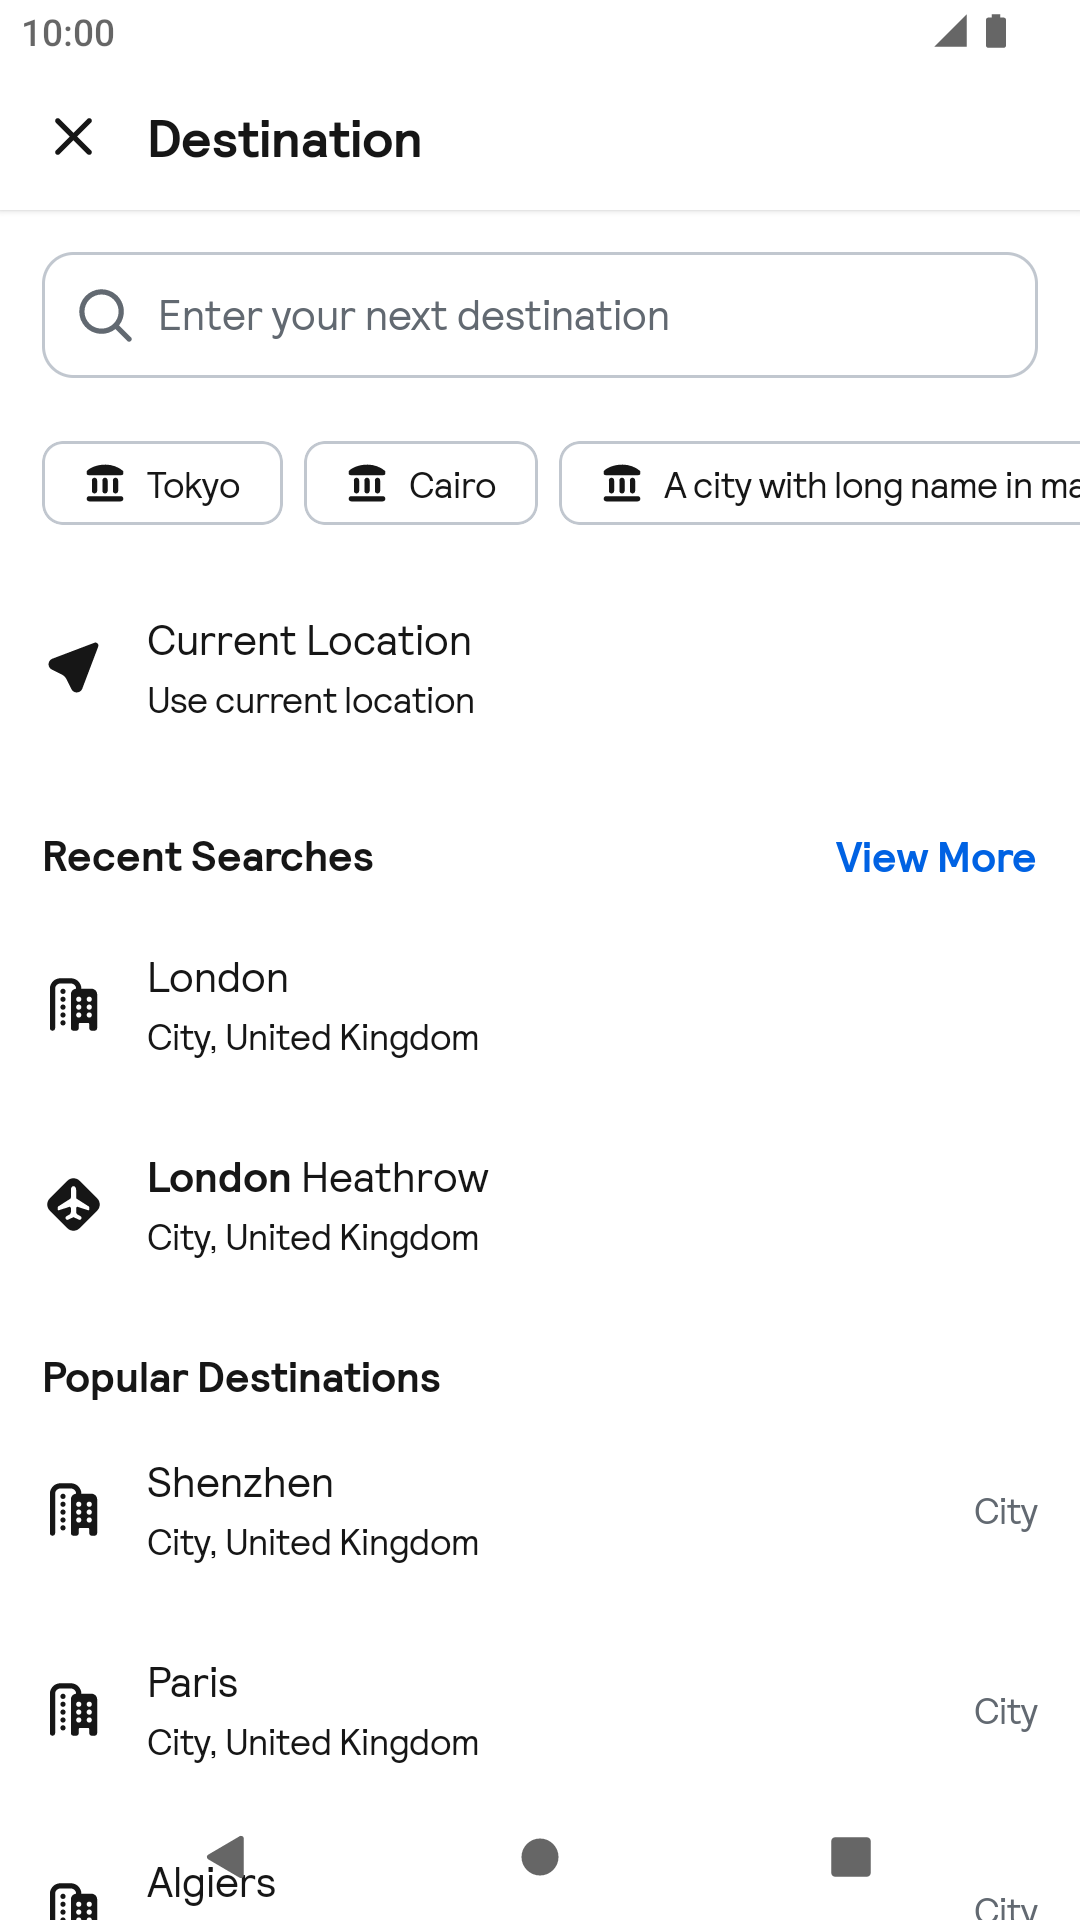 10:00
Destination
Enter your next destination
Tokyo
Cairo
A city with long name in
Current Location
Use current location
Recent Searches
View More
London
City, United Kingdom
London Heathrow
City, United Kingdom
Popular Destinations
Shenzhen
City, United Kingdom
City
Paris
City, United Kingdom
City
Algiers
City